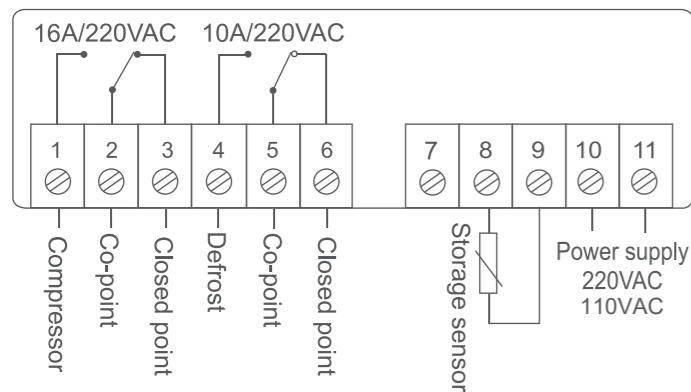 16A/220VAC 10A/220VAC
1 2 3 4 5 6 7 8 9 10 11
Compressor
Co-point
Closed point
Defrost
Co-point
Closed point
Storage sensor
Power supply
220VAC
110VAC